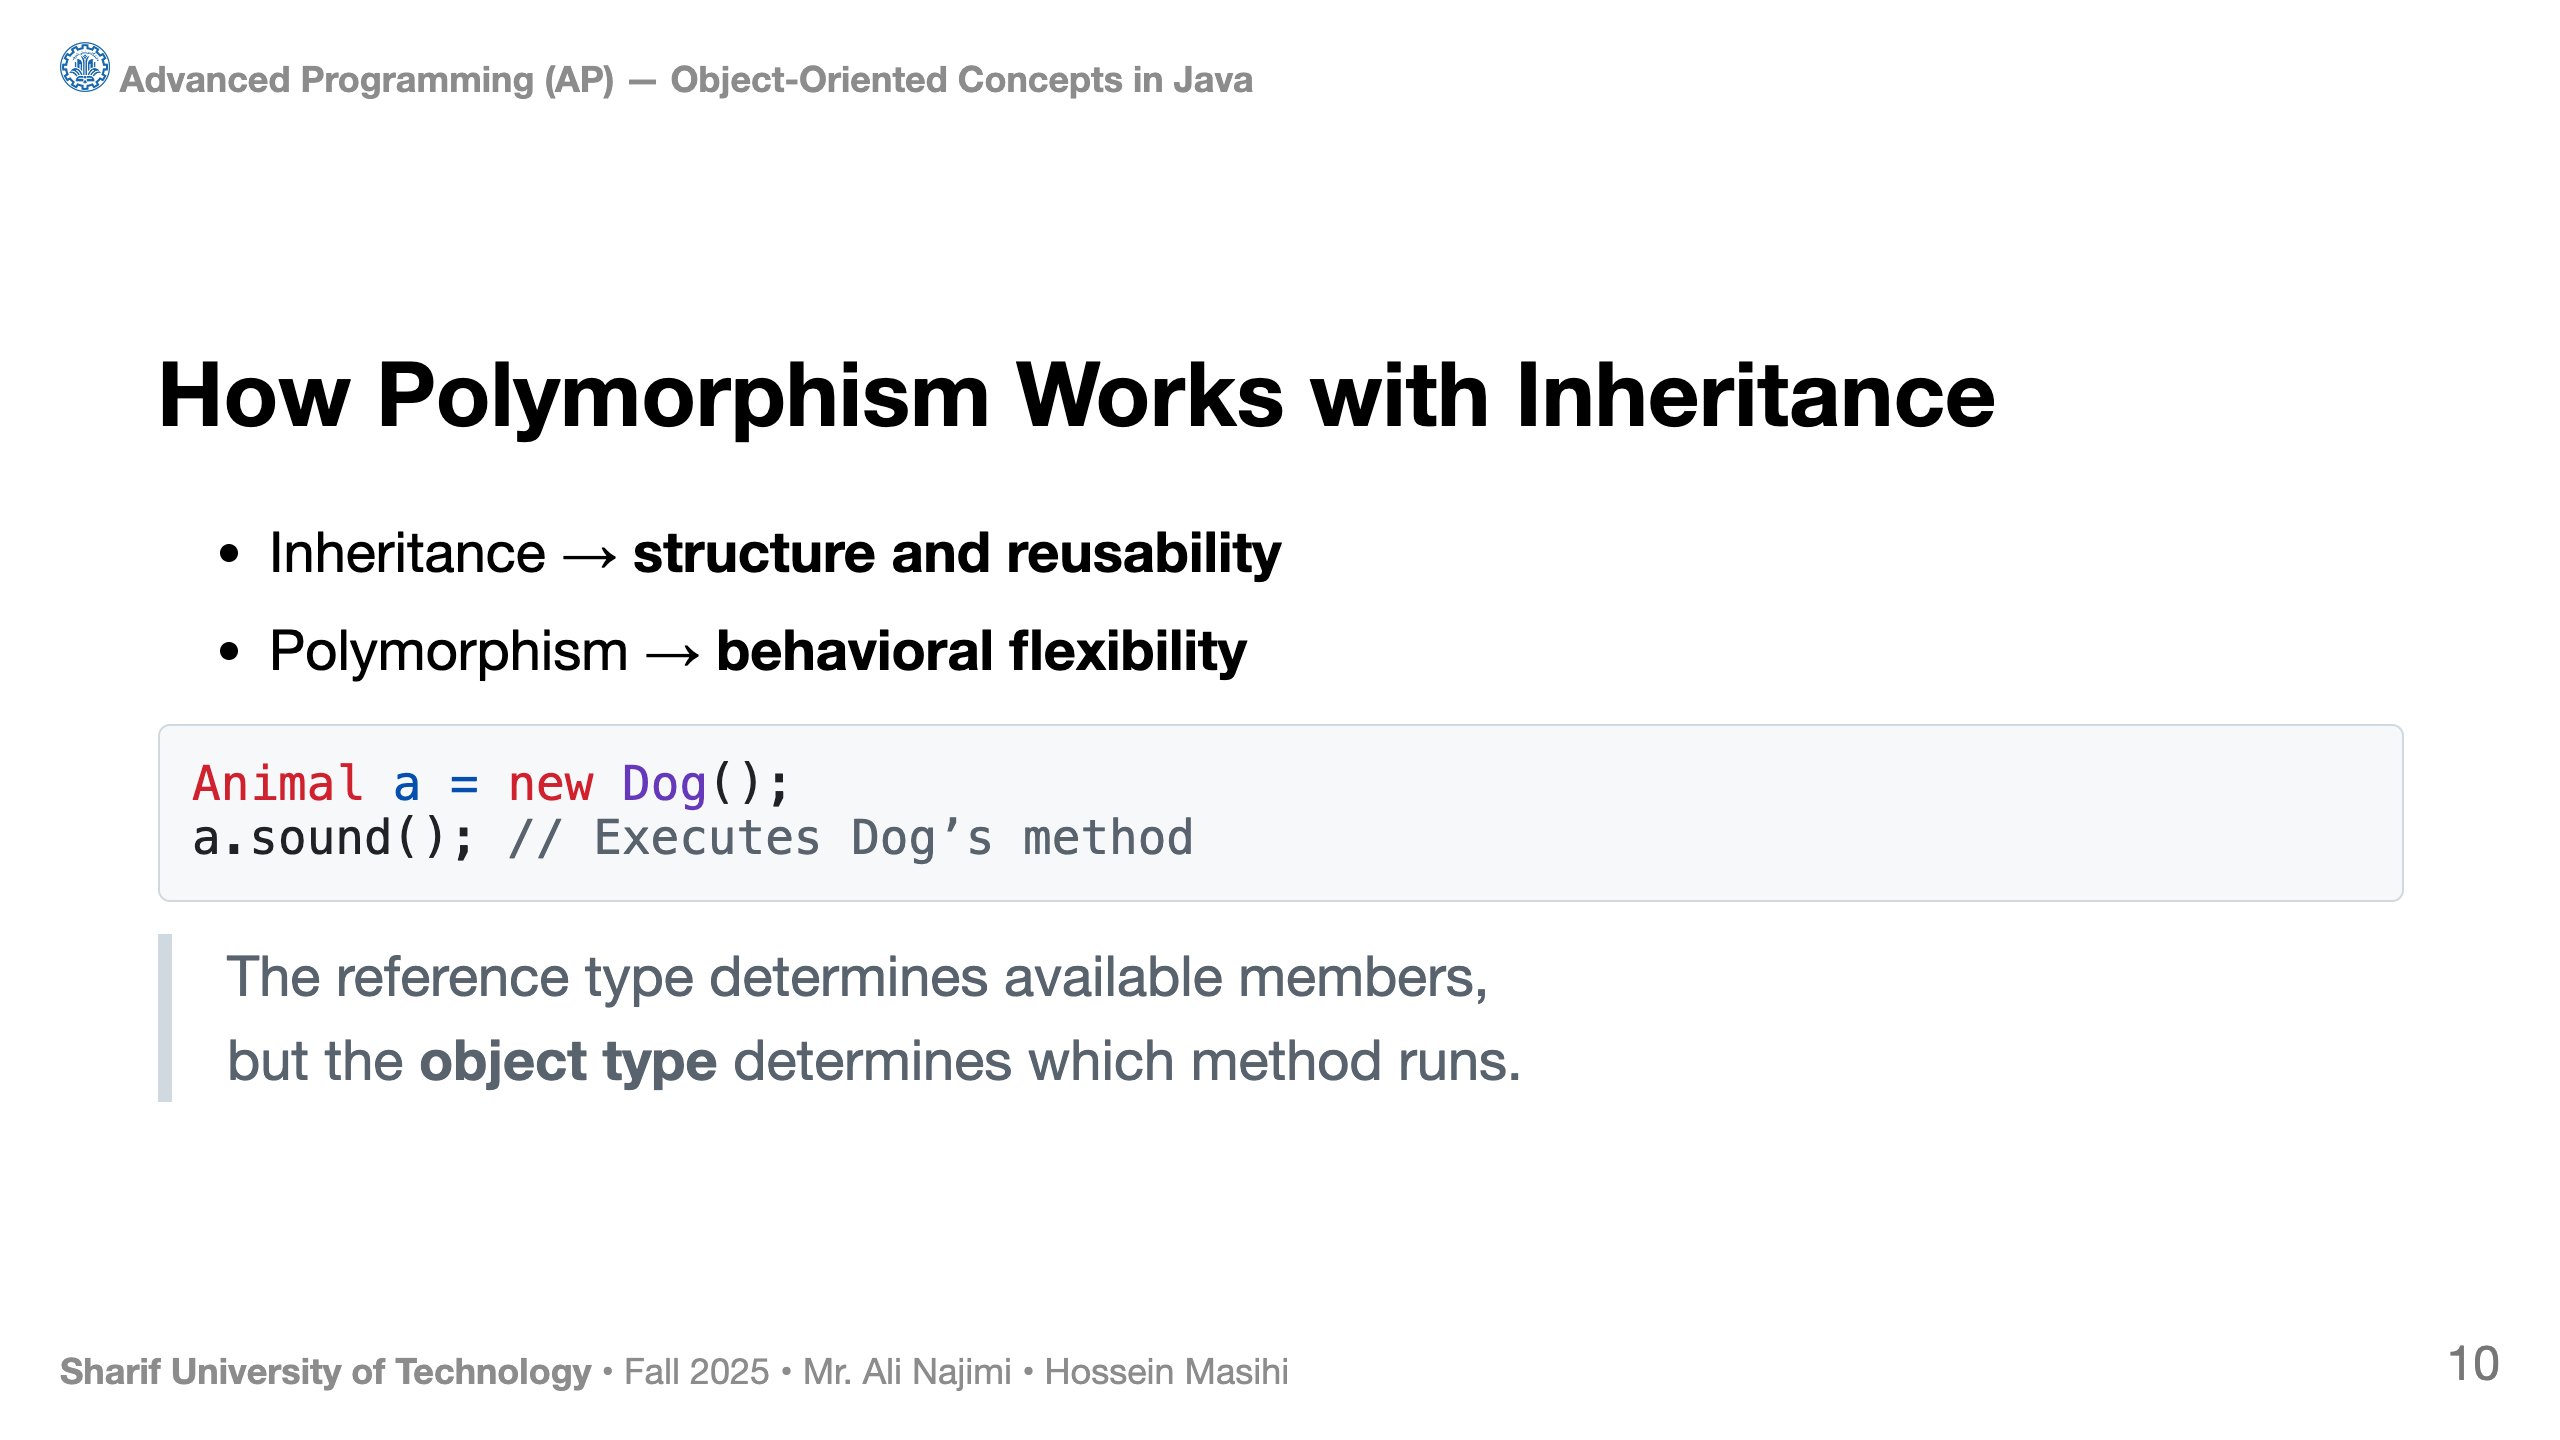 Advanced Programming (AP) — Object-Oriented Concepts in Java
How Polymorphism Works with Inheritance
• Inheritance → structure and reusability
• Polymorphism → behavioral flexibility
Animal a = new Dog();
a.sound(); // Executes Dog’s method
The reference type determines available members,
but the object type determines which method runs.
Sharif University of Technology • Fall 2025 • Mr. Ali Najimi • Hossein Masihi
10